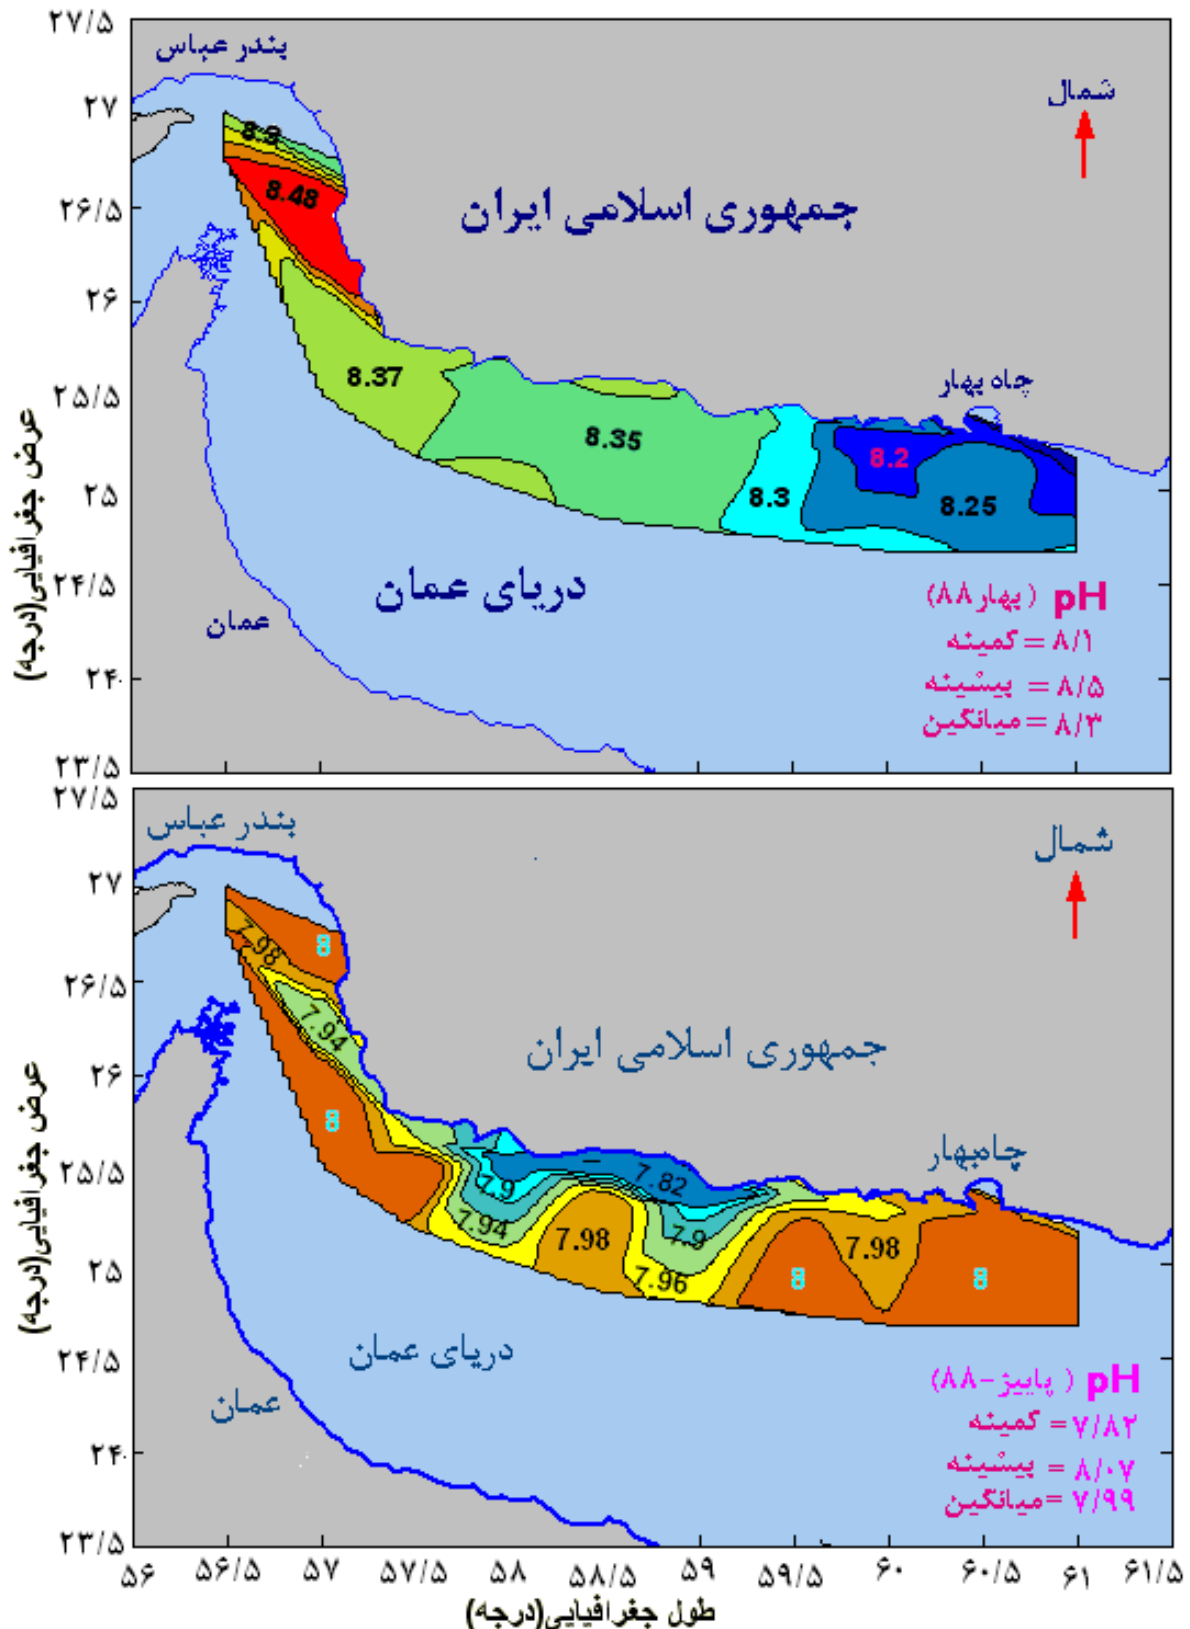 ۲۷/۵
بندر عباس
۲۷
شمال
8.3
8.48
۲۶/۵
جمهوری اسلامی ایران
۲۶
8.37
چاه بهار
۲۵/۵
8.35
8.2
8.3
8.25
۲۵
عرض جغرافیایی(درجه)
دریای عمان
۲۴/۵
pH (بهار۸۸)
عمان
کمینه = ۸/۱
۲۴
پیشینه = ۸/۵
میانگین= ۸/۳
۲۳/۵
۲۷/۵
بندر عباس
شمال
۲۷
7.98
8
۲۶/۵
7.94
جمهوری اسلامی ایران
۲۶
8
چابهار
۲۵/۵
7.82
7.9
7.94
7.98
7.9
7.98
7.96
8
8
۲۵
عرض جغرافیایی(درجه)
دریای عمان
۲۴/۵
pH (پاییز-۸۸)
عمان
کمینه = ۷/۸۲
۲۴
پیشینه = ۸/۰۷
میانگین= ۷/۹۹
۲۳/۵
۵۶ ۵۶/۵ ۵۷ ۵۷/۵ ۵۸ ۵۸/۵ ۵۹ ۵۹/۵ ۶۰ ۶۰/۵ ۶۱ ۶۱/۵
طول جغرافیایی(درجه)